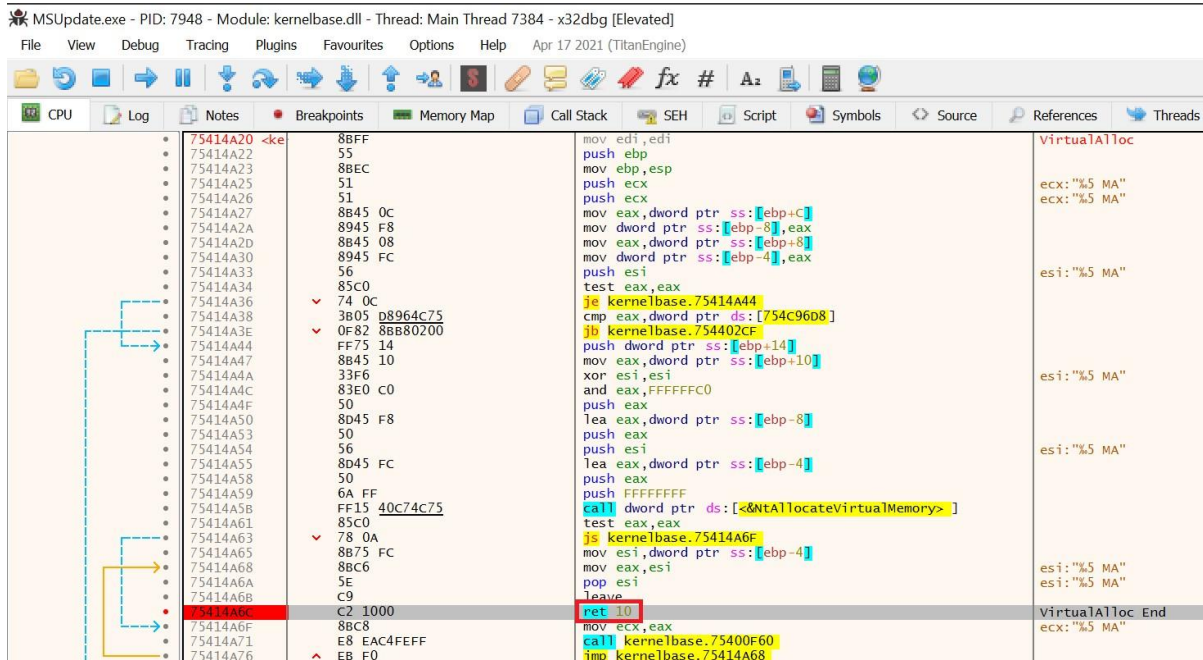 MSUpdate.exe - PID: 7948 - Module: kernelbase.dll - Thread: Main Thread 7384 - x32dbg [Elevated]
File View Debug Tracing Plugins Favourites Options Help Apr 17 2021 (TitanEngine)
CPU Log Notes Breakpoints Memory Map Call Stack SEH Script Symbols Source References Threads
75414A20 <ke 8BFF mov edi,edi VirtualAlloc
75414A22 55 push ebp
75414A23 8BEC mov ebp,esp
75414A25 51 push ecx ecx:"%5 MA"
75414A26 51 push ecx ecx:"%5 MA"
75414A27 8B45 0C mov eax,dword ptr ss:[ebp+C]
75414A2A 8945 F8 mov dword ptr ss:[ebp-8],eax
75414A2D 8B45 08 mov eax,dword ptr ss:[ebp+8]
75414A30 8945 FC mov dword ptr ss:[ebp-4],eax
75414A33 56 push esi esi:"%5 MA"
75414A34 85C0 test eax,eax
75414A36 74 0C je kernelbase.75414A44
75414A38 3B05 D8964C75 cmp eax,dword ptr ds:[754C96D8]
75414A3E 0F82 8BB80200 jb kernelbase.754402CF
75414A44 FF75 14 push dword ptr ss:[ebp+14]
75414A47 8B45 10 mov eax,dword ptr ss:[ebp+10]
75414A4A 33F6 xor esi,esi esi:"%5 MA"
75414A4C 83E0 C0 and eax,FFFFFFC0
75414A4F 50 push eax
75414A50 8D45 F8 lea eax,dword ptr ss:[ebp-8]
75414A53 50 push eax
75414A54 56 push esi esi:"%5 MA"
75414A55 8D45 FC lea eax,dword ptr ss:[ebp-4]
75414A58 50 push eax
75414A59 6A FF push FFFFFFFF
75414A5B FF15 40C74C75 call dword ptr ds:[<&NtAllocateVirtualMemory>]
75414A61 85C0 test eax,eax
75414A63 78 0A js kernelbase.75414A6F
75414A65 8B75 FC mov esi,dword ptr ss:[ebp-4]
75414A68 8BC6 mov eax,esi esi:"%5 MA"
75414A6A 5E pop esi esi:"%5 MA"
75414A6B C9 leave
75414A6C C2 1000 ret 10 VirtualAlloc End
75414A6F 8BC8 mov ecx,eax ecx:"%5 MA"
75414A71 E8 EAC4FEFF call kernelbase.75400F60
75414A76 EB F0 jmp kernelbase.75414A68